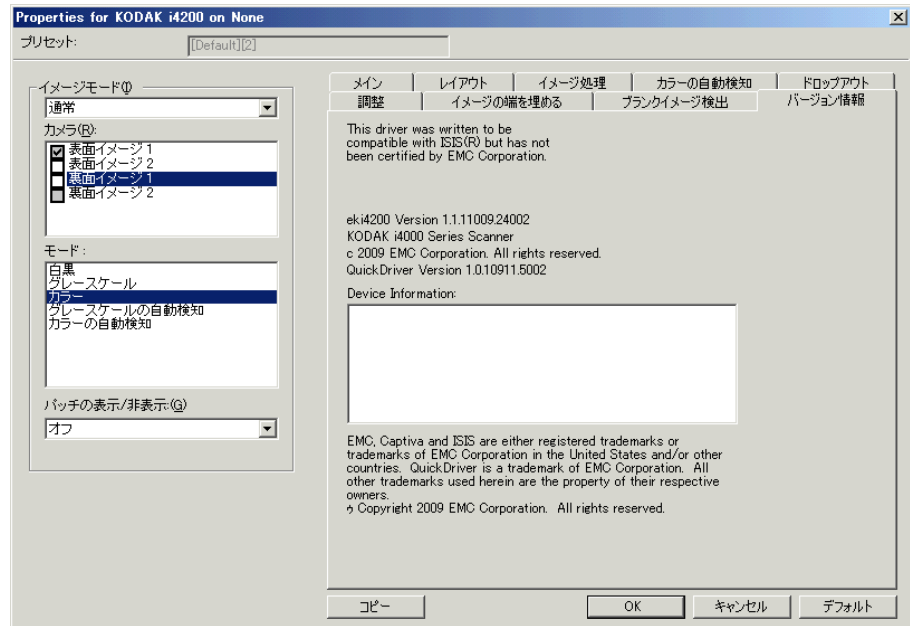 Properties for KODAK i4200 on None
プリセット:
[Default][2]
イメージモード(I)
通常
カメラ(R):
表面イメージ 1
表面イメージ 2
裏面イメージ 1
裏面イメージ 2
モード:
白黒
グレースケール
カラー
グレースケールの自動検知
カラーの自動検知
パッチの表示/非表示:(G)
オフ
メイン レイアウト イメージ処理 カラーの自動検知 ドロップアウト
調整 イメージの端を埋める ブランクイメージ検出 バージョン情報
This driver was written to be
compatible with ISIS(R) but has not
been certified by EMC Corporation.
eki4200 Version 1.1.11009.24002
KODAK i4000 Series Scanner
c 2009 EMC Corporation. All rights reserved.
QuickDriver Version 1.0.10911.5002
Device Information:
EMC, Captiva and ISIS are either registered trademarks or
trademarks of EMC Corporation in the United States and/or other
countries. QuickDriver is a trademark of EMC Corporation. All
other trademarks used herein are the property of their respective
owners.
ゥ Copyright 2009 EMC Corporation. All rights reserved.
コピー OK キャンセル デフォルト